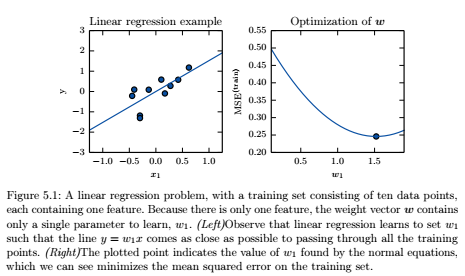 Linear regression example
3
2
1
0
−1
−2
−3
y
−1.0 −0.5 0.0 0.5 1.0
x1
Optimization of w
0.55
0.50
0.45
0.40
0.35
0.30
0.25
0.20
MSE(train)
0.5 1.0 1.5
w1
Figure 5.1: A linear regression problem, with a training set consisting of ten data points,
each containing one feature. Because there is only one feature, the weight vector w contains
only a single parameter to learn, w1. (Left)Observe that linear regression learns to set w1
such that the line y = w1x comes as close as possible to passing through all the training
points. (Right)The plotted point indicates the value of w1 found by the normal equations,
which we can see minimizes the mean squared error on the training set.